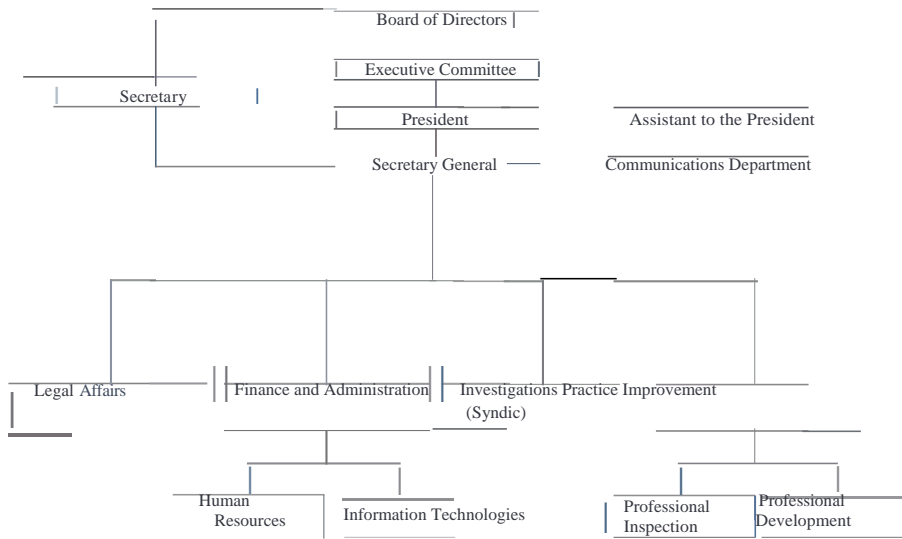 Board of Directors
Executive Committee
Secretary
President
Assistant to the President
Secretary General
Communications Department
Legal Affairs
Finance and Administration
Investigations Practice Improvement
(Syndic)
Human
Resources
Information Technologies
Professional
Inspection
Professional
Development